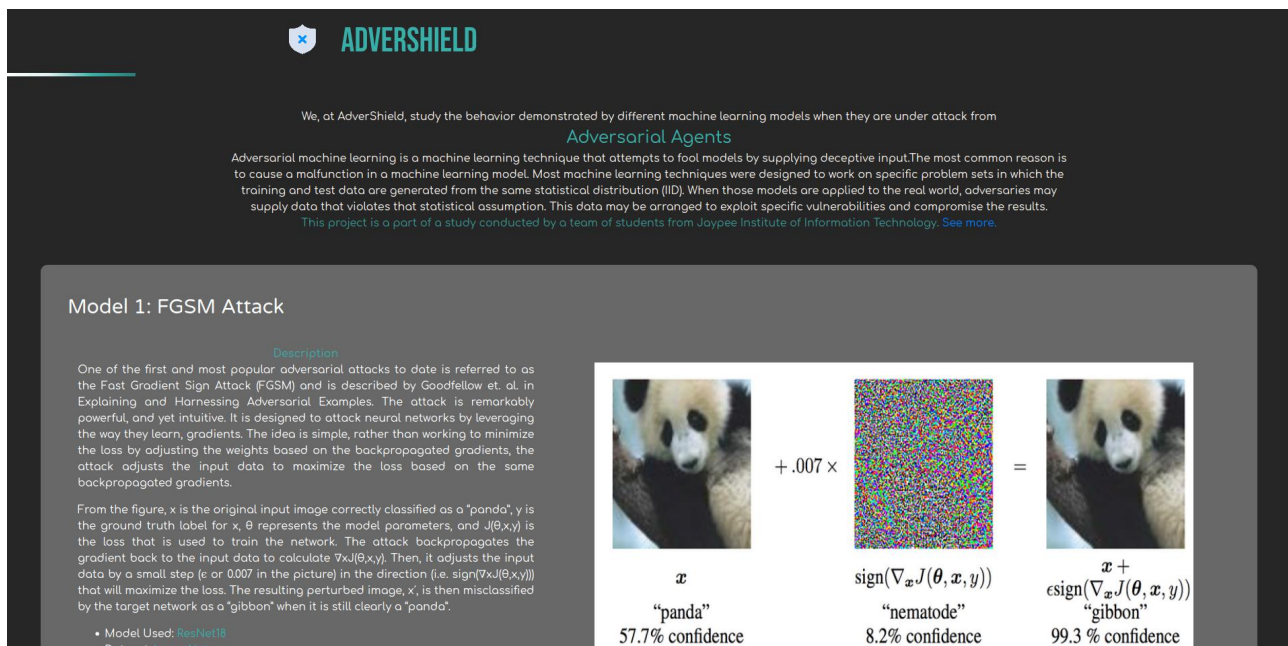 ADVERSHIELD
We, at AdverShield, study the behavior demonstrated by different machine learning models when they are under attack from
Adversarial Agents
Adversarial machine learning is a machine learning technique that attempts to fool models by supplying deceptive input.The most common reason is
to cause a malfunction in a machine learning model. Most machine learning techniques were designed to work on specific problem sets in which the
training and test data are generated from the same statistical distribution (IID). When those models are applied to the real world, adversaries may
supply data that violates that statistical assumption. This data may be arranged to exploit specific vulnerabilities and compromise the results.
This project is a part of a study conducted by a team of students from Jaypee Institute of Information Technology. See more.
Model 1: FGSM Attack
Description
One of the first and most popular adversarial attacks to date is referred to as
the Fast Gradient Sign Attack (FGSM) and is described by Goodfellow et. al. in
Explaining and Harnessing Adversarial Examples. The attack is remarkably
powerful, and yet intuitive. It is designed to attack neural networks by leveraging
the way they learn, gradients. The idea is simple, rather than working to minimize
the loss by adjusting the weights based on the backpropagated gradients, the
attack adjusts the input data to maximize the loss based on the same
backpropagated gradients.
From the figure, x is the original input image correctly classified as a "panda", y is
the ground truth label for x, θ represents the model parameters, and J(θ,x,y) is
the loss that is used to train the network. The attack backpropagates the
gradient back to the input data to calculate ∇xJ(θ,x,y). Then, it adjusts the input
data by a small step (ϵ or 0.007 in the picture) in the direction (i.e. sign(∇xJ(θ,x,y)))
that will maximize the loss. The resulting perturbed image, x', is then misclassified
by the target network as a "gibbon" when it is still clearly a "panda".
• Model Used: ResNet18
+ .007 ×
=
x
"panda"
57.7% confidence
sign(∇xJ(θ, x, y))
"nematode"
8.2% confidence
x +
ϵsign(∇xJ(θ, x, y))
"gibbon"
99.3 % confidence